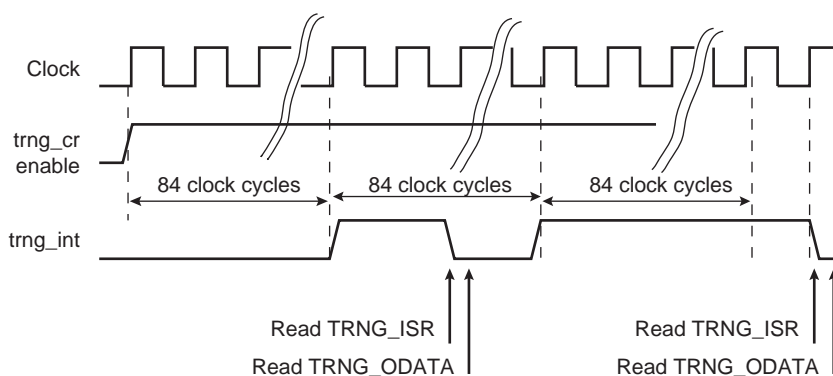 Clock
trng_cr
enable
84 clock cycles
84 clock cycles
84 clock cycles
trng_int
Read TRNG_ISR
Read TRNG_ISR
Read TRNG_ODATA
Read TRNG_ODATA